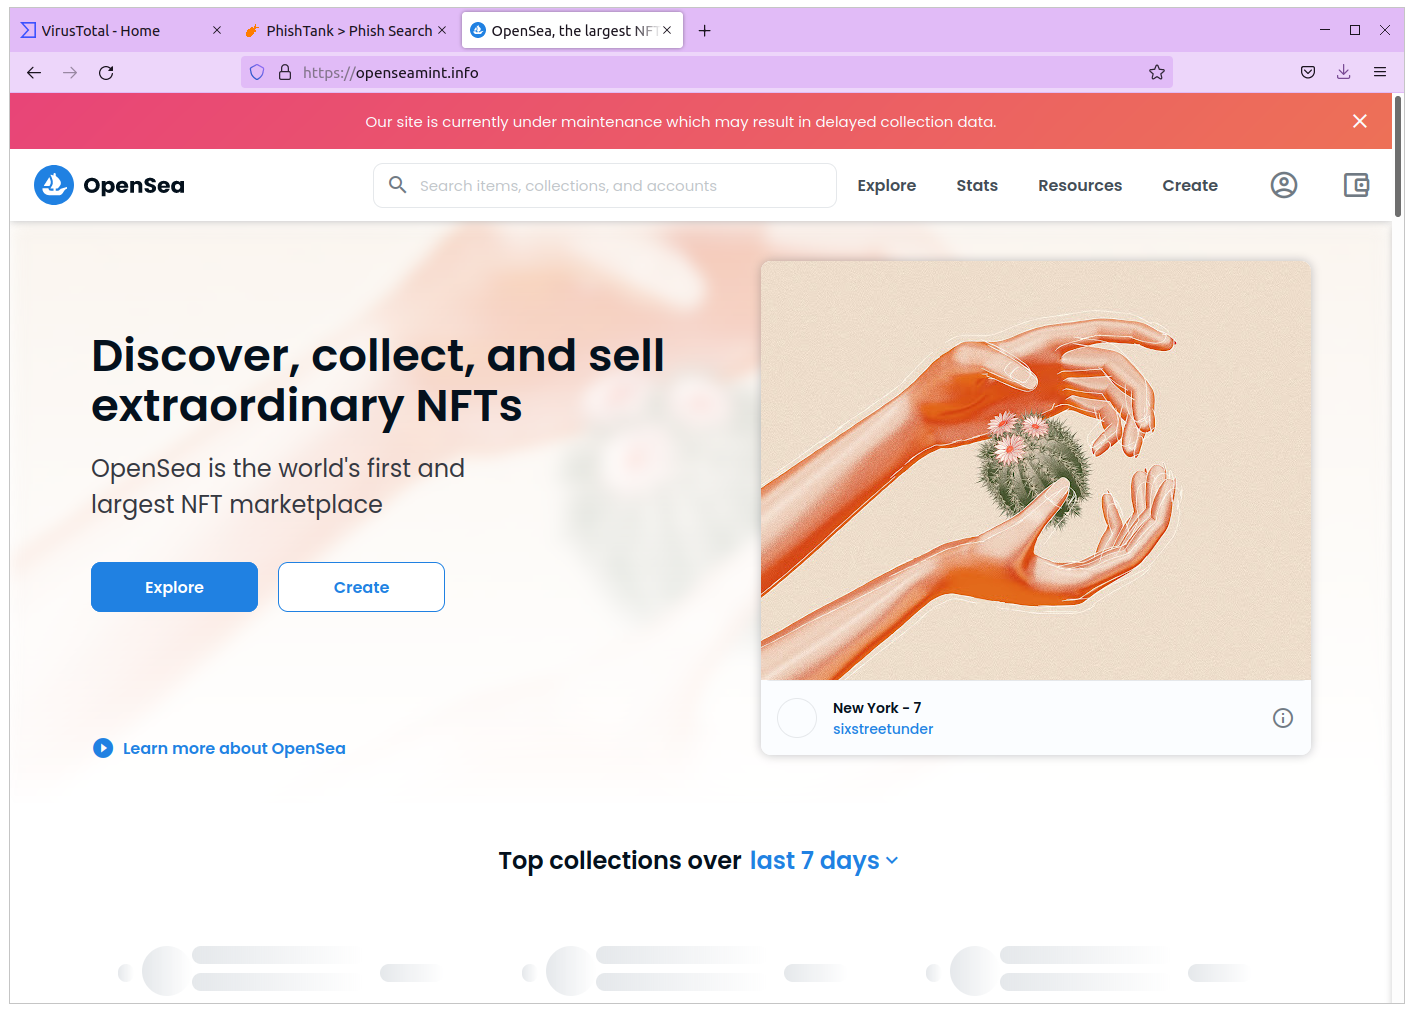 VirusTotal - Home
PhishTank > Phish Search
OpenSea, the largest NFT
https://openseamint.info
Our site is currently under maintenance which may result in delayed collection data.
OpenSea
Search items, collections, and accounts
Explore
Stats
Resources
Create
Discover, collect, and sell
extraordinary NFTs
OpenSea is the world's first and
largest NFT marketplace
Explore
Create
New York - 7
sixstreetunder
Learn more about OpenSea
Top collections over last 7 days